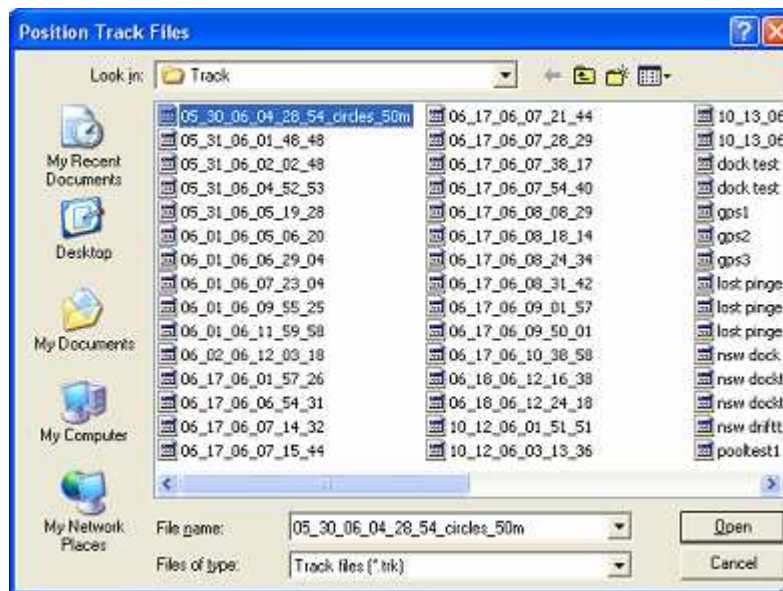 Position Track Files
Look in: Track
My Recent Documents
Desktop
My Documents
My Computer
My Network Places
05_30_06_04_28_54_circles_50m
05_31_06_01_48_48
05_31_06_02_02_48
05_31_06_04_52_53
05_31_06_05_19_28
06_01_06_05_06_20
06_01_06_06_29_04
06_01_06_07_23_04
06_01_06_09_55_25
06_01_06_11_59_58
06_02_06_12_03_18
06_17_06_01_57_26
06_17_06_06_54_31
06_17_06_07_14_32
06_17_06_07_15_44
06_17_06_07_21_44
06_17_06_07_28_29
06_17_06_07_38_17
06_17_06_07_54_40
06_17_06_08_08_29
06_17_06_08_18_14
06_17_06_08_24_34
06_17_06_08_31_42
06_17_06_09_01_57
06_17_06_09_50_01
06_17_06_10_38_58
06_18_06_12_16_38
06_18_06_12_24_18
10_12_06_01_51_51
10_12_06_03_13_36
10_13_06
10_13_06
dock test
dock test
gps1
gps2
gps3
lost pinge
lost pinge
lost pinge
nsw dock
nsw dockt
nsw dockt
nsw driftt
pooltest1
File name: 05_30_06_04_28_54_circles_50m
Open
Files of type: Track files (*.trk)
Cancel